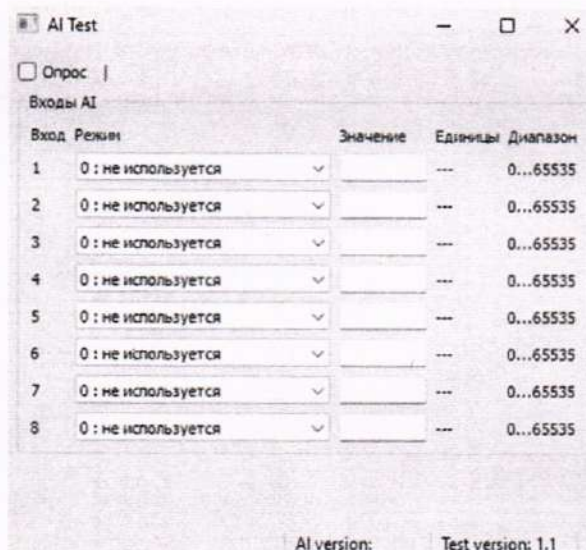 AI Test
Опрос
Входы AI
Вход Режим Значение Единицы Диапазон
1 0 : не используется --- 0...65535
2 0 : не используется --- 0...65535
3 0 : не используется --- 0...65535
4 0 : не используется --- 0...65535
5 0 : не используется --- 0...65535
6 0 : не используется --- 0...65535
7 0 : не используется --- 0...65535
8 0 : не используется --- 0...65535
AI version: Test version: 1.1